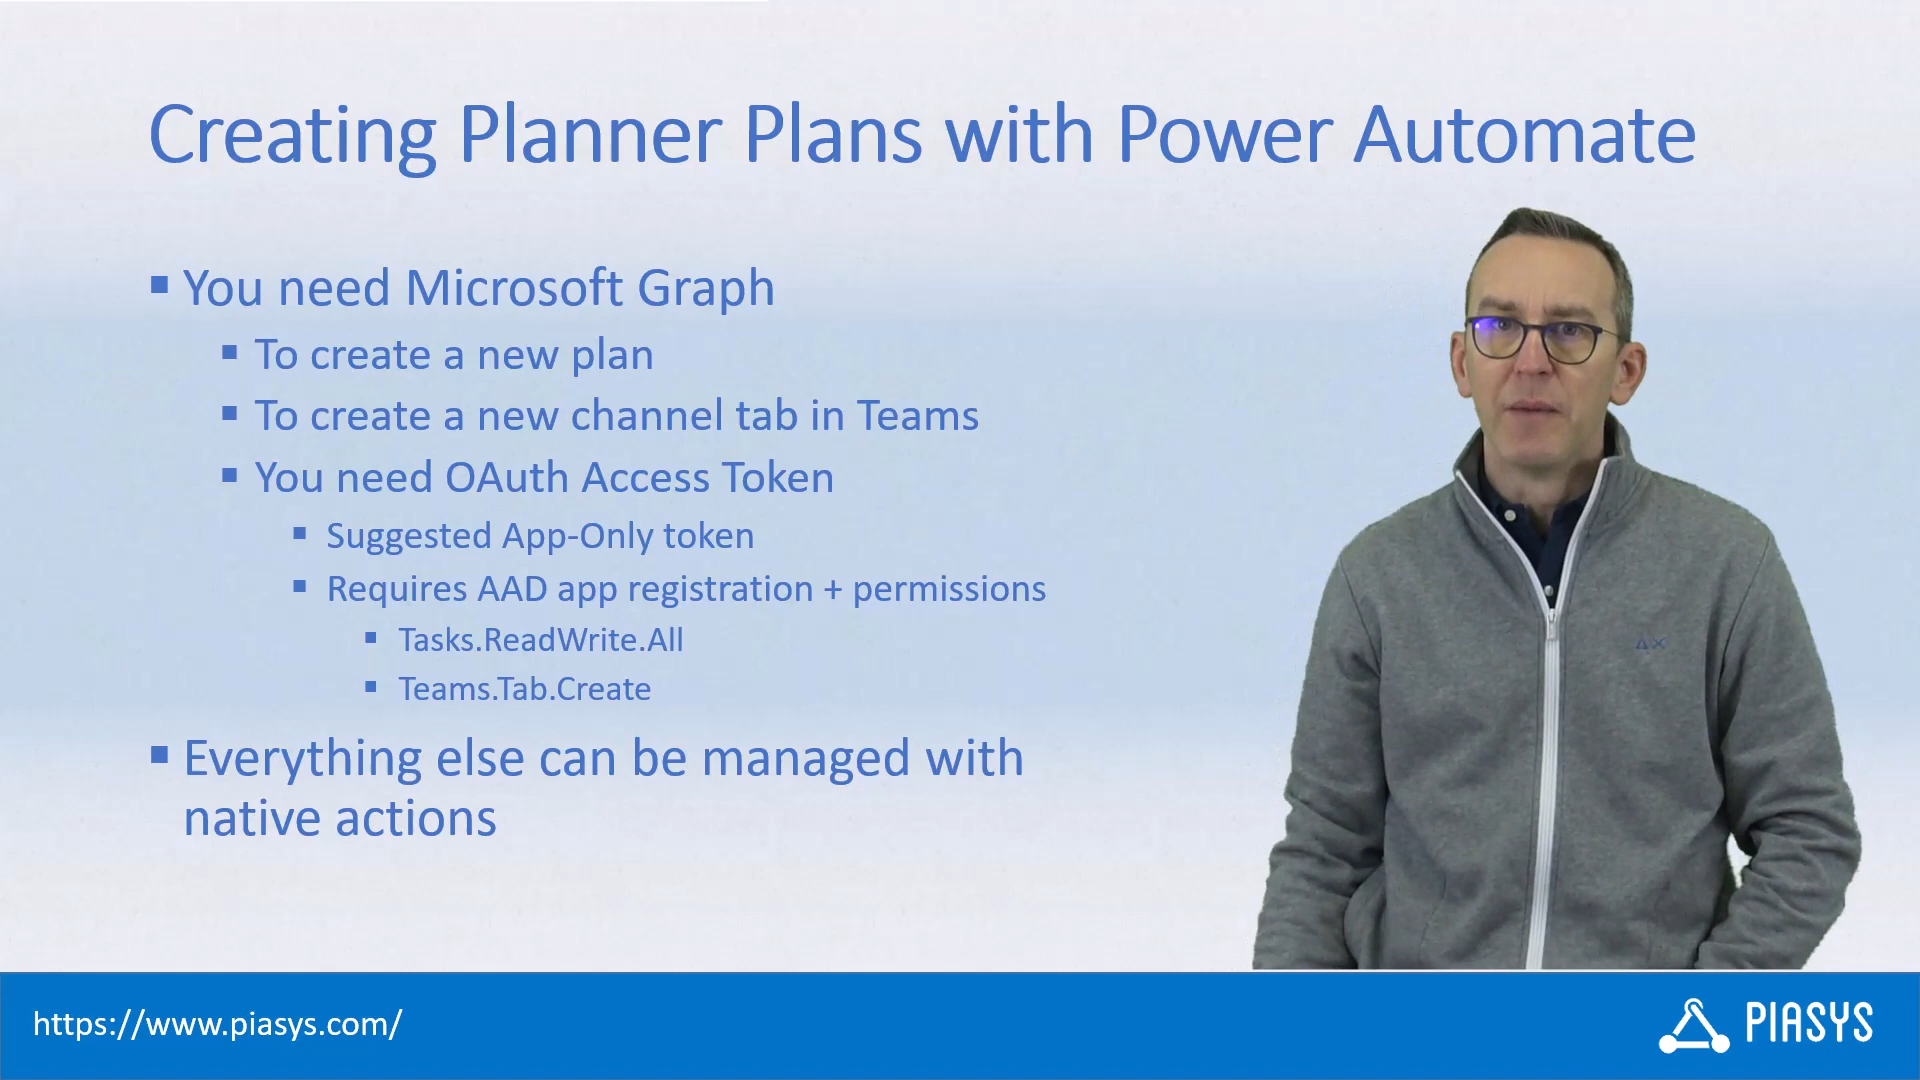 Creating Planner Plans with Power Automate
You need Microsoft Graph
To create a new plan
To create a new channel tab in Teams
You need OAuth Access Token
Suggested App-Only token
Requires AAD app registration + permissions
Tasks.ReadWrite.All
Teams.Tab.Create
Everything else can be managed with
native actions
https://www.piasys.com/
PIASYS